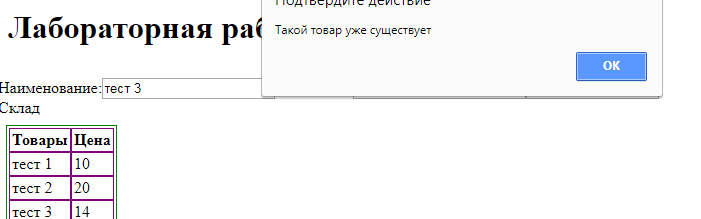 Подтвердите действие
Лабораторная раб
Такой товар уже существует
OK
Наименование: тест 3
Склад
Товары Цена
тест 1 10
тест 2 20
тест 3 14